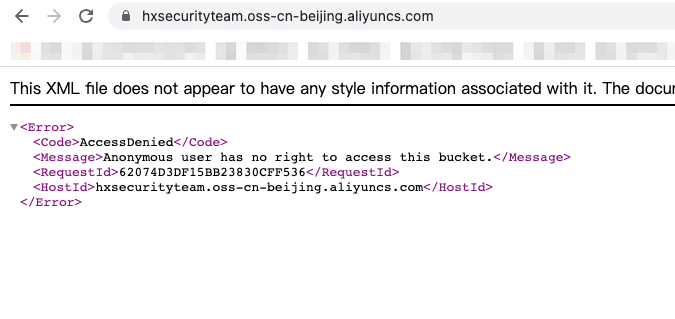 hxsecurityteam.oss-cn-beijing.aliyuncs.com
This XML file does not appear to have any style information associated with it. The
<Error>
<Code>AccessDenied</Code>
<Message>Anonymous user has no right to access this bucket.</Message>
<RequestId>62074D3DF15BB23830CFF536</RequestId>
<HostId>hxsecurityteam.oss-cn-beijing.aliyuncs.com</HostId>
</Error>